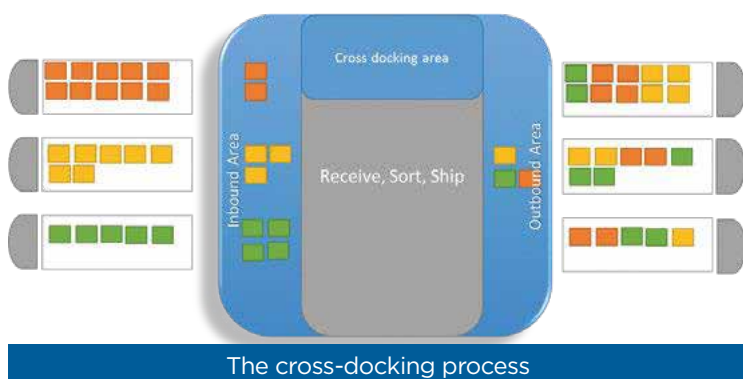 Cross docking area
Inbound Area
Receive, Sort, Ship
Outbound Area
The cross-docking process